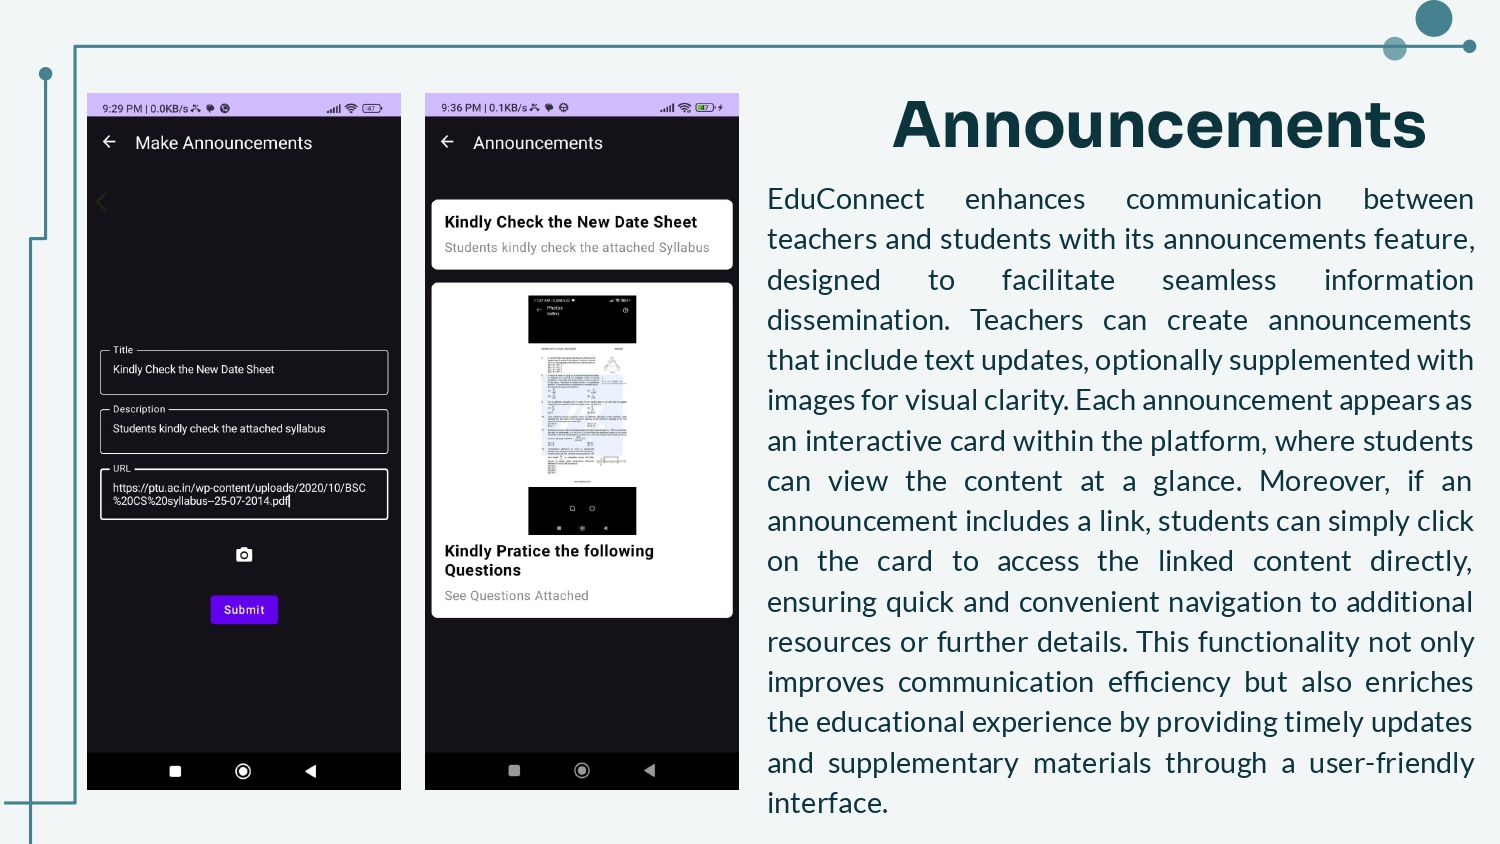 9:29 PM | 0.0KB/s
47
Make Announcements
Title
Kindly Check the New Date Sheet
Description
Students kindly check the attached syllabus
URL
https://ptu.ac.in/wp-content/uploads/2020/10/BSC
%20CS%20syllabus--25-07-2014.pdf
Submit
9:36 PM | 0.1KB/s
47
Announcements
Kindly Check the New Date Sheet
Students kindly check the attached Syllabus
Photos
Kindly Pratice the following
Questions
See Questions Attached
Announcements
EduConnect enhances communication between
teachers and students with its announcements feature,
designed to facilitate seamless information
dissemination. Teachers can create announcements
that include text updates, optionally supplemented with
images for visual clarity. Each announcement appears as
an interactive card within the platform, where students
can view the content at a glance. Moreover, if an
announcement includes a link, students can simply click
on the card to access the linked content directly,
ensuring quick and convenient navigation to additional
resources or further details. This functionality not only
improves communication efficiency but also enriches
the educational experience by providing timely updates
and supplementary materials through a user-friendly
interface.